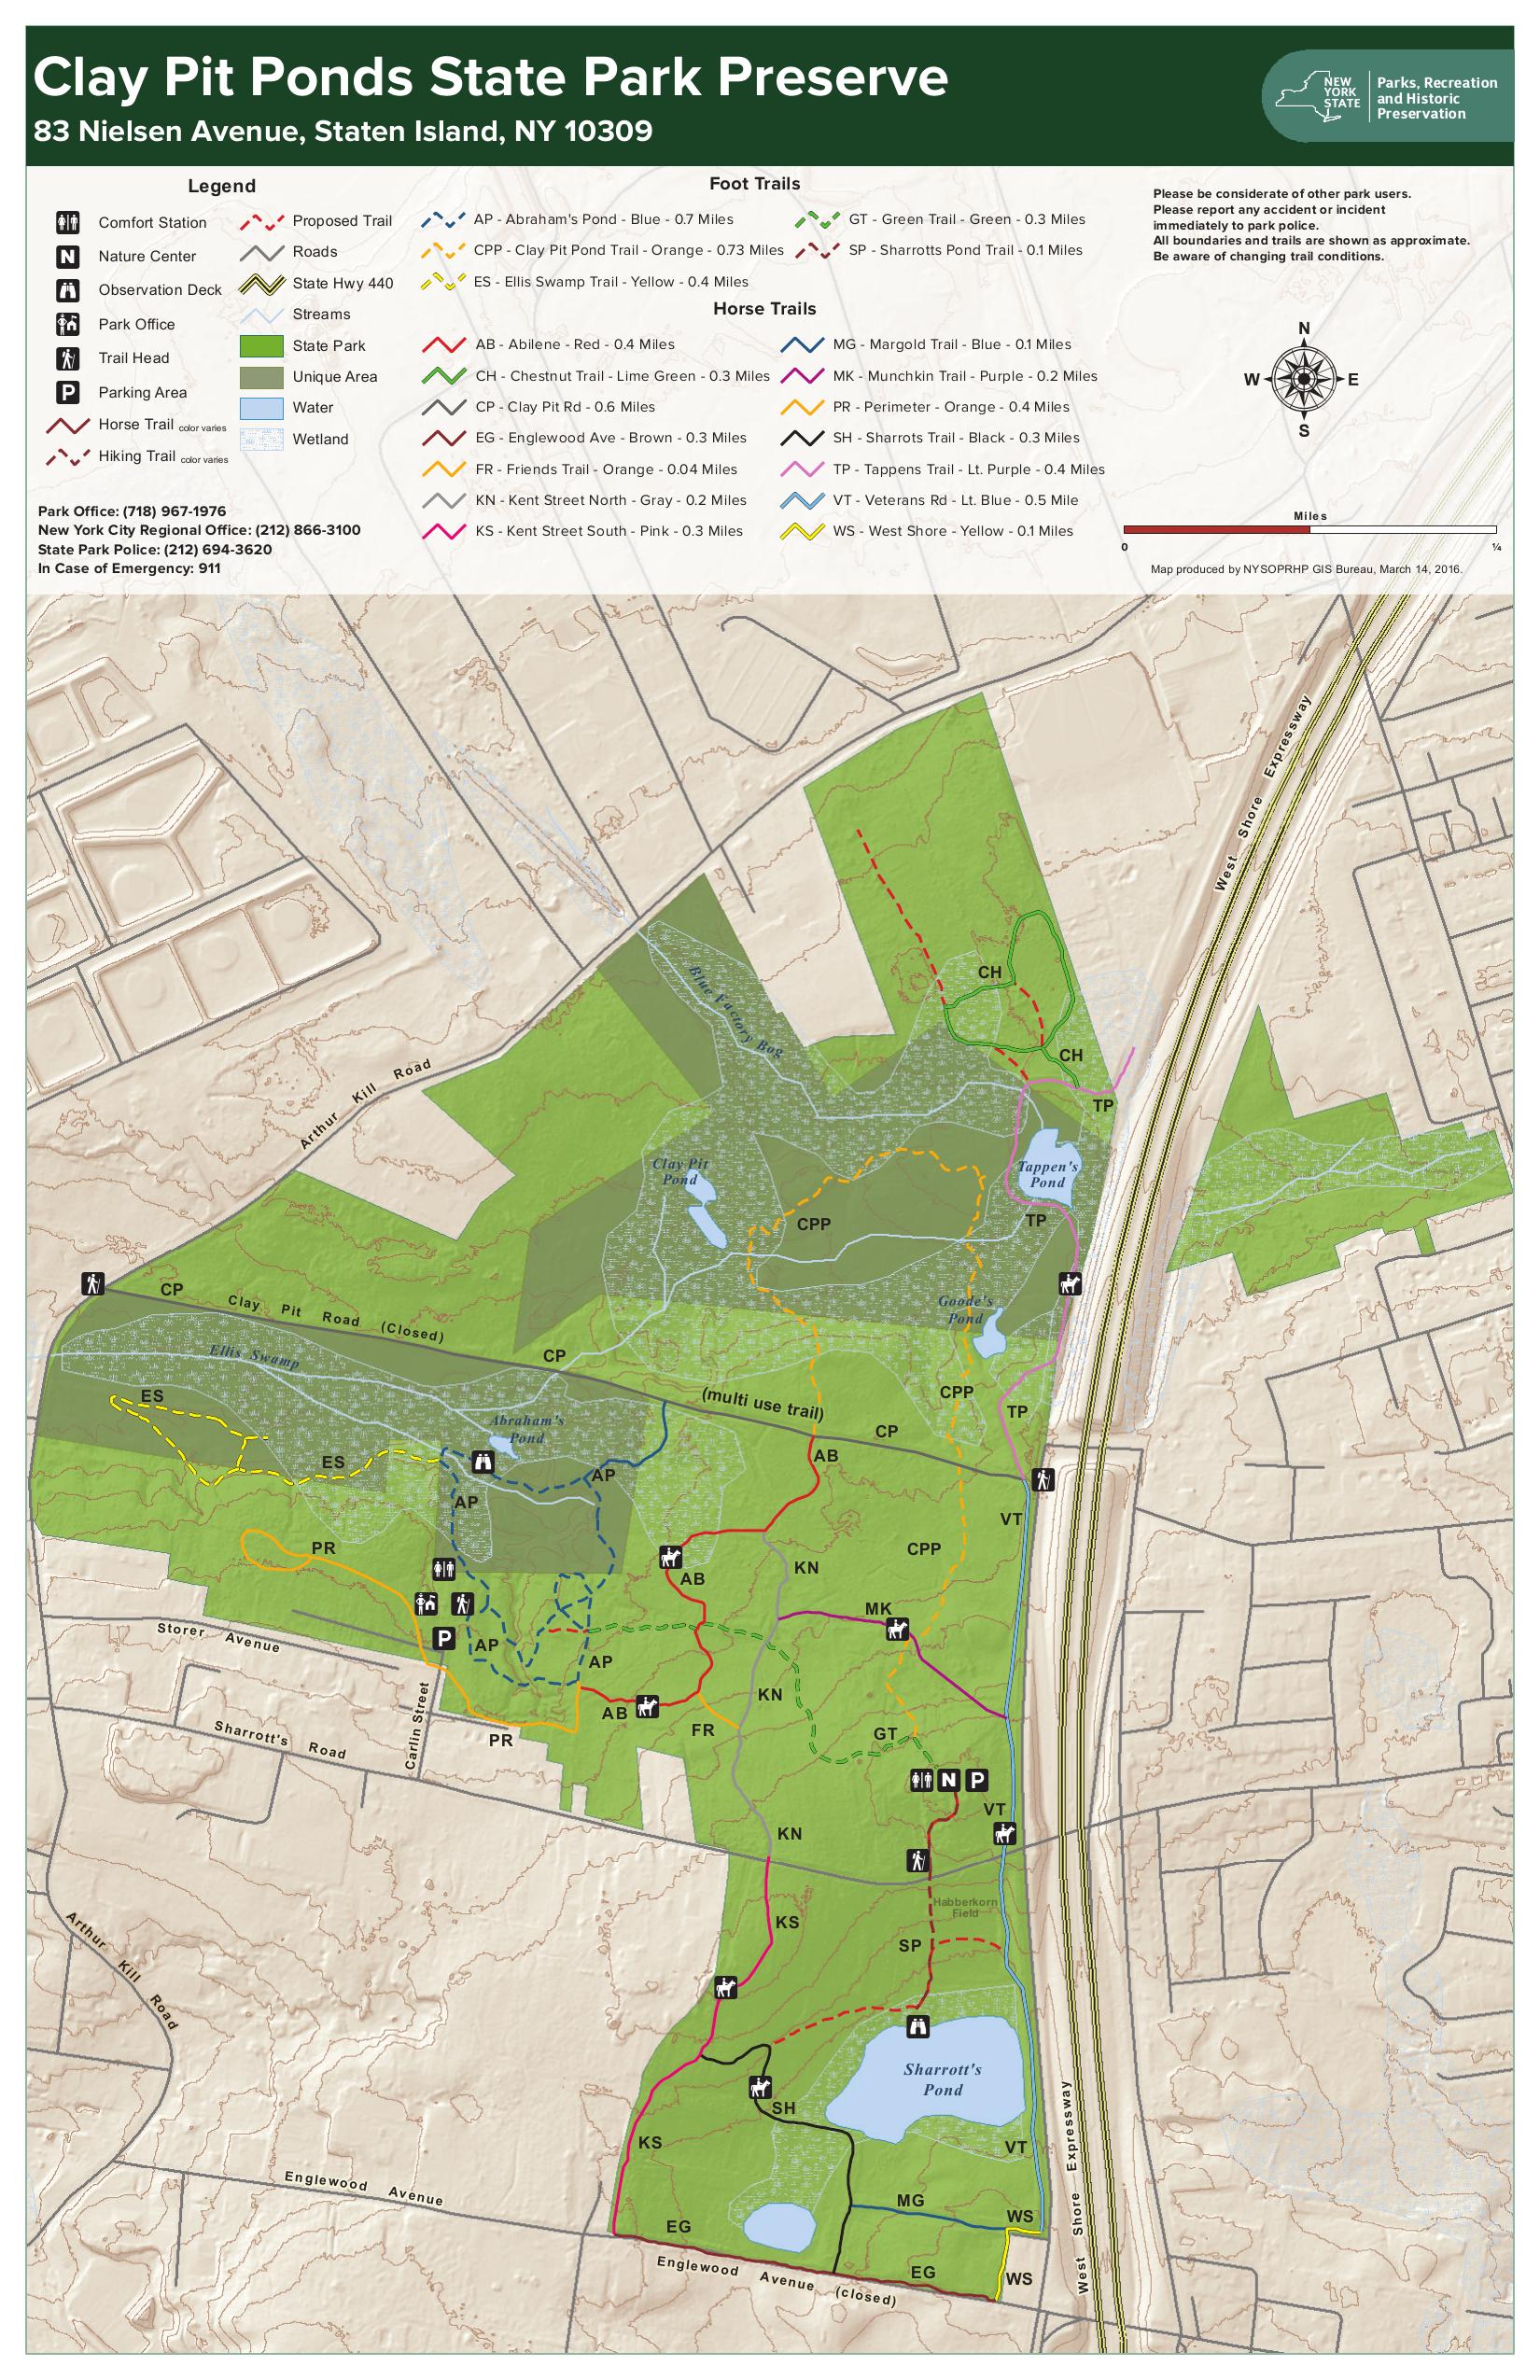 Clay Pit Ponds State Park Preserve
83 Nielsen Avenue, Staten Island, NY 10309
NEW
YORK
STATE
Parks, Recreation
and Historic
Preservation
Legend
Comfort Station
N Nature Center
Observation Deck
Park Office
Trail Head
P Parking Area
Horse Trail color varies
Hiking Trail color varies
Proposed Trail
Roads
State Hwy 440
Streams
State Park
Unique Area
Water
Wetland
Park Office: (718) 967-1976
New York City Regional Office: (212) 866-3100
State Park Police: (212) 694-3620
In Case of Emergency: 911
Foot Trails
AP - Abraham's Pond - Blue - 0.7 Miles
CPP - Clay Pit Pond Trail - Orange - 0.73 Miles
ES - Ellis Swamp Trail - Yellow - 0.4 Miles
GT - Green Trail - Green - 0.3 Miles
SP - Sharrotts Pond Trail - 0.1 Miles
Horse Trails
AB - Abilene - Red - 0.4 Miles
CH - Chestnut Trail - Lime Green - 0.3 Miles
CP - Clay Pit Rd - 0.6 Miles
EG - Englewood Ave - Brown - 0.3 Miles
FR - Friends Trail - Orange - 0.04 Miles
KN - Kent Street North - Gray - 0.2 Miles
KS - Kent Street South - Pink - 0.3 Miles
MG - Margold Trail - Blue - 0.1 Miles
MK - Munchkin Trail - Purple - 0.2 Miles
PR - Perimeter - Orange - 0.4 Miles
SH - Sharrots Trail - Black - 0.3 Miles
TP - Tappens Trail - Lt. Purple - 0.4 Miles
VT - Veterans Rd - Lt. Blue - 0.5 Mile
WS - West Shore - Yellow - 0.1 Miles
Please be considerate of other park users.
Please report any accident or incident
immediately to park police.
All boundaries and trails are shown as approximate.
Be aware of changing trail conditions.
N
W E
S
Miles
0 ¼
Map produced by NYSOPRHP GIS Bureau, March 14, 2016.
West Shore Expressway
CH
Blue Factory Bog
CH
Arthur Kill Road
TP
Clay Pit
Pond
Tappen's
Pond
CPP
TP
CP
Clay Pit Road (Closed)
Goode's
Pond
Ellis Swamp
CP
ES
(multi use trail)
CPP
TP
Abraham's
Pond
CP
AB
ES
AP
AP
VT
PR
CPP
KN
AB
MK
P
Storer Avenue
AP
AP
KN
Carlin Street
AB
FR
Sharrott's Road
PR
GT
N P
VT
KN
Habberkorn
Field
KS
SP
Arthur Kill Road
Sharrott's
Pond
SH
KS
VT
West Shore Expressway
Englewood Avenue
MG
WS
EG
Englewood Avenue (closed)
EG
WS